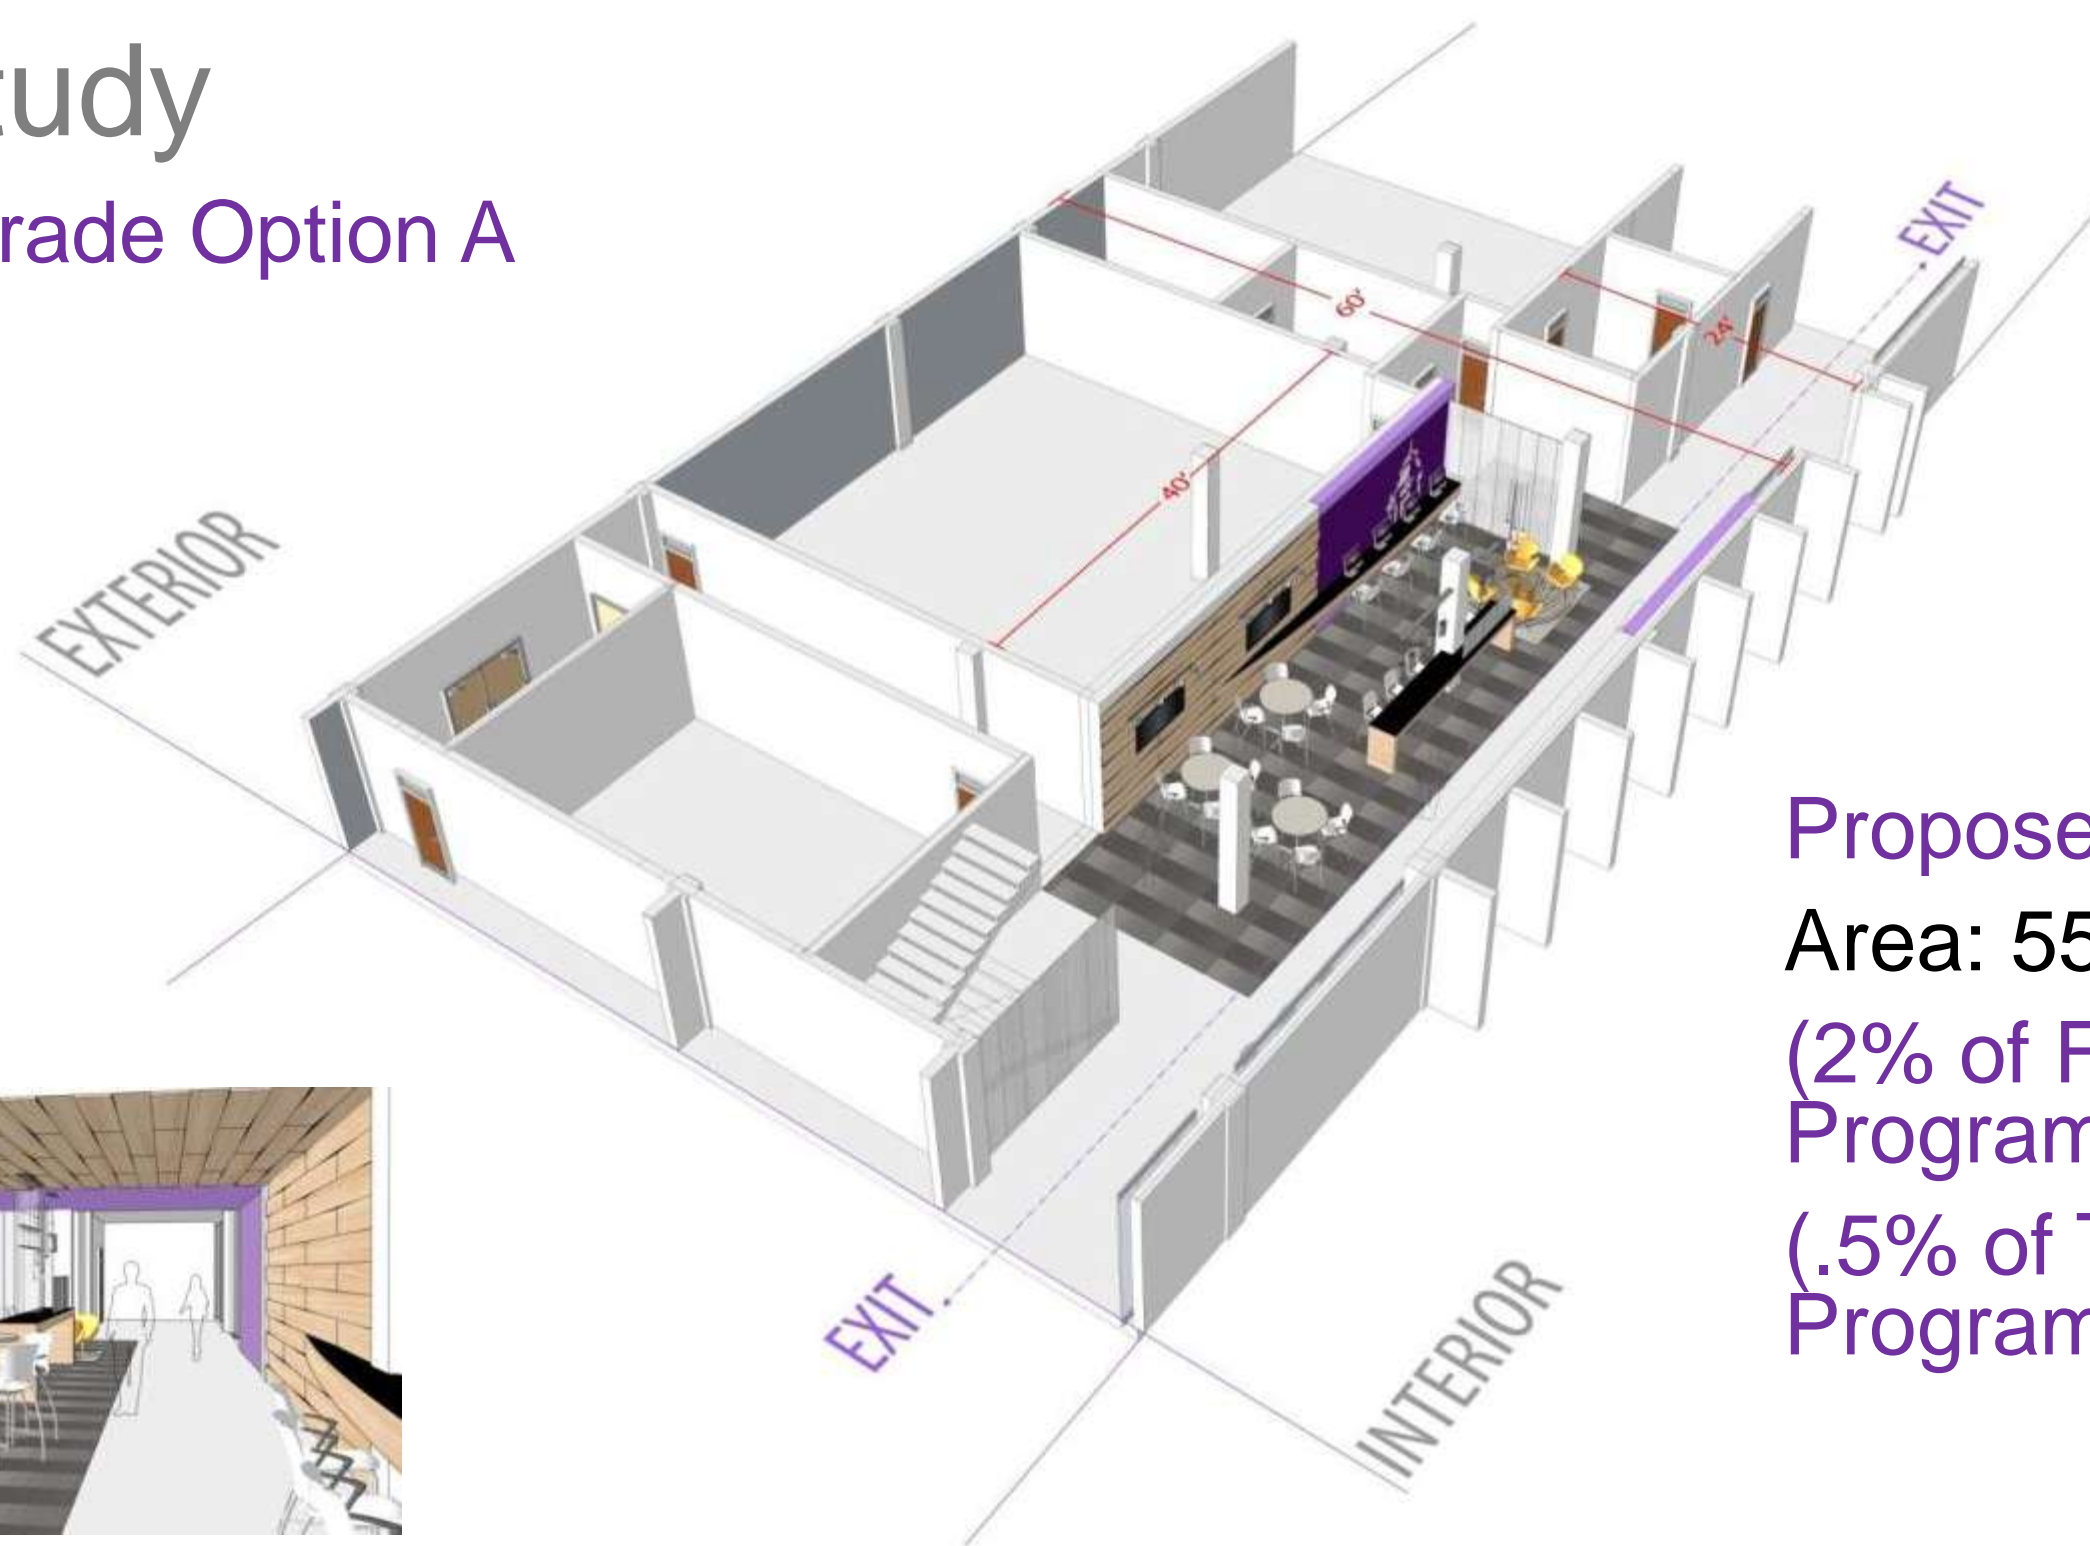 tudy
rade Option A
EXIT
60'
24'
40'
EXTERIOR
Propose
Area: 55
(2% of
Program
(.5% of
Program
EXIT
INTERIOR